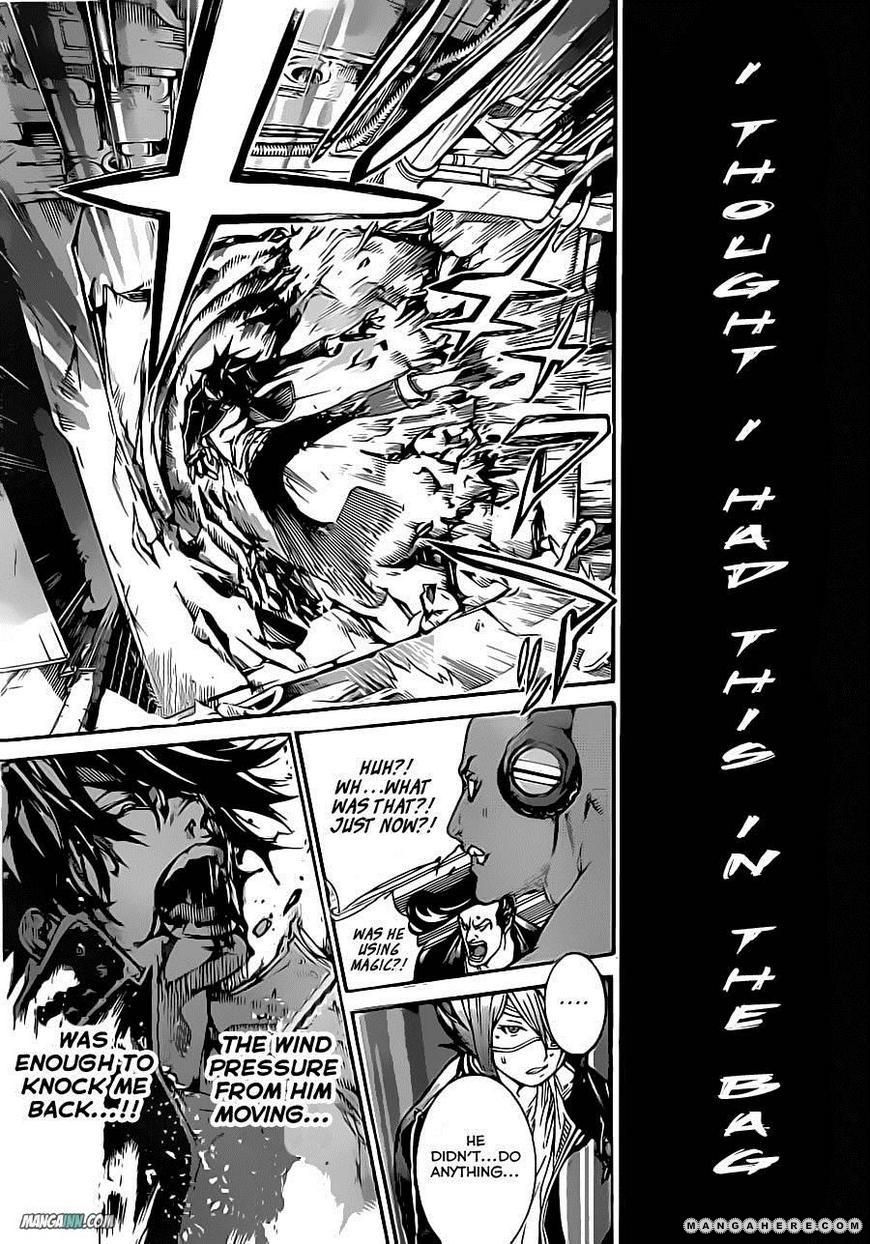 I THOUGHT I HAD THIS IN THE BAG
HUH?!
WH...WHAT
WAS THAT?!
JUST NOW?!
WAS HE
USING
MAGIC?!
....
HE
DIDN'T...DO
ANYTHING...
THE WIND
PRESSURE
FROM HIM
MOVING...
WAS
ENOUGH TO
KNOCK ME
BACK...!!
MANGAINN.COM
MANGAHERE.COM